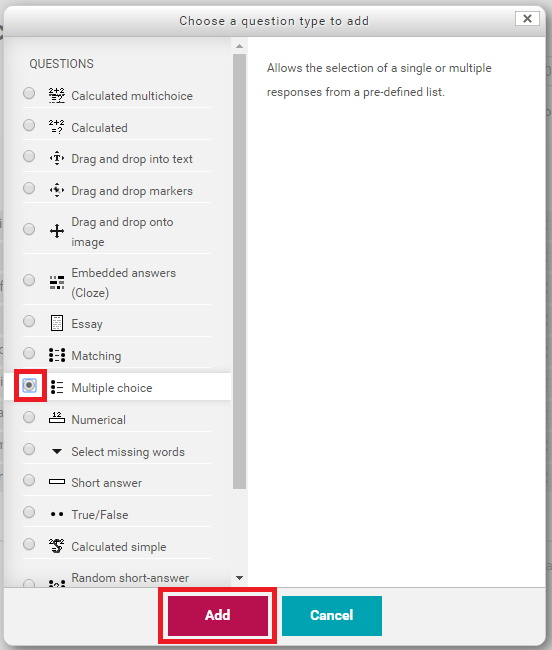 Choose a question type to add
QUESTIONS
Calculated multichoice
Calculated
Drag and drop into text
Drag and drop markers
Drag and drop onto
image
Embedded answers
(Cloze)
Essay
Matching
Multiple choice
Numerical
Select missing words
Short answer
True/False
Calculated simple
Random short-answer
Allows the selection of a single or multiple
responses from a pre-defined list.
Add
Cancel